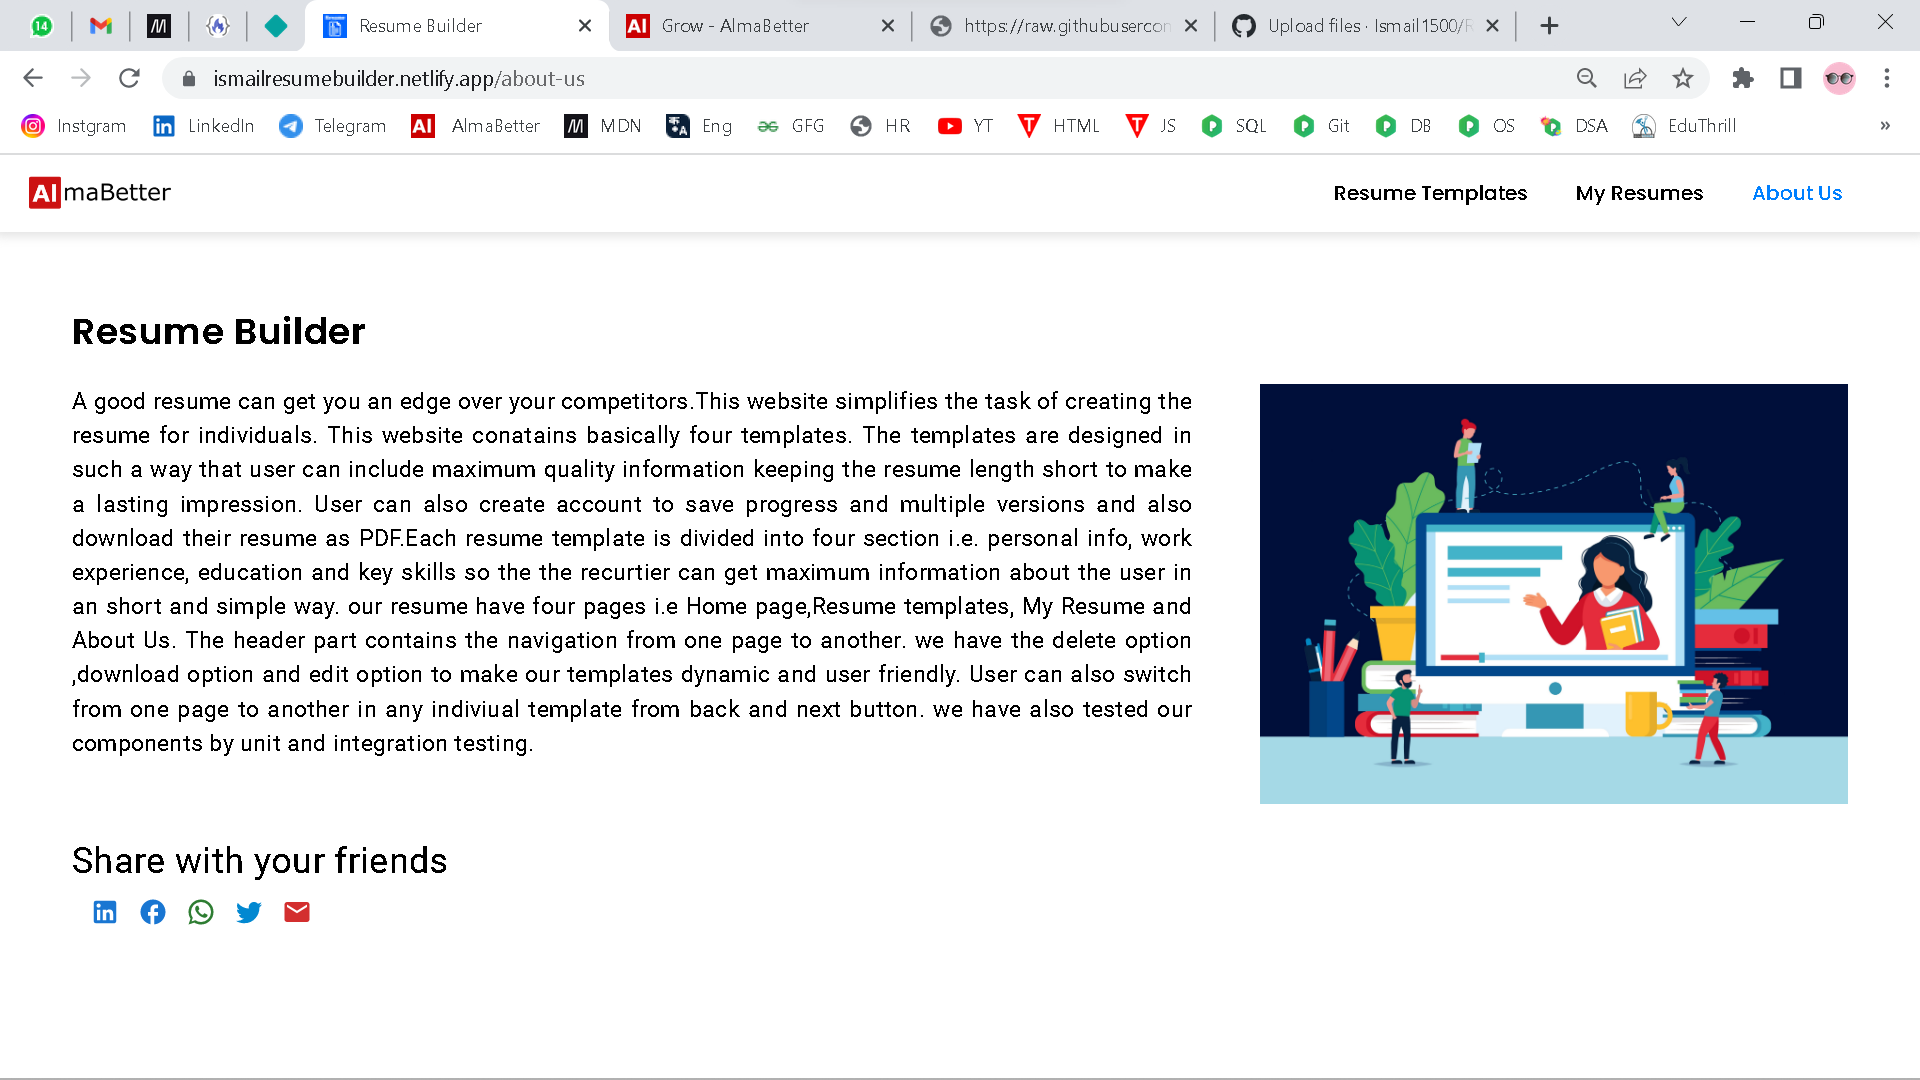 14
Resume Builder
Grow - AlmaBetter
https://raw.githubusercon
Upload files · Ismail1500/R
ismailresumebuilder.netlify.app/about-us
Instgram
LinkedIn
Telegram
AI AlmaBetter
MDN
Eng
GFG
HR
YT
HTML
JS
SQL
Git
DB
OS
DSA
EduThrill
»
AlmaBetter
Resume Templates
My Resumes
About Us
Resume Builder
A good resume can get you an edge over your competitors.This website simplifies the task of creating the
resume for individuals. This website conatains basically four templates. The templates are designed in
such a way that user can include maximum quality information keeping the resume length short to make
a lasting impression. User can also create account to save progress and multiple versions and also
download their resume as PDF.Each resume template is divided into four section i.e. personal info, work
experience, education and key skills so the the recurtier can get maximum information about the user in
an short and simple way. our resume have four pages i.e Home page,Resume templates, My Resume and
About Us. The header part contains the navigation from one page to another. we have the delete option
,download option and edit option to make our templates dynamic and user friendly. User can also switch
from one page to another in any indiviual template from back and next button. we have also tested our
components by unit and integration testing.
Share with your friends